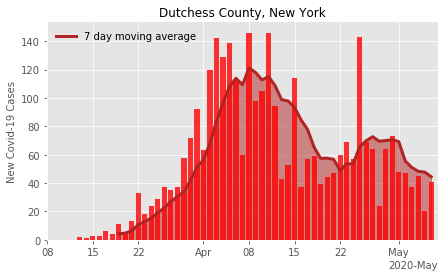 Dutchess County, New York
7 day moving average
New Covid-19 Cases
140
120
100
80
60
40
20
0
08 15 22 Apr 08 15 22 May
2020-May